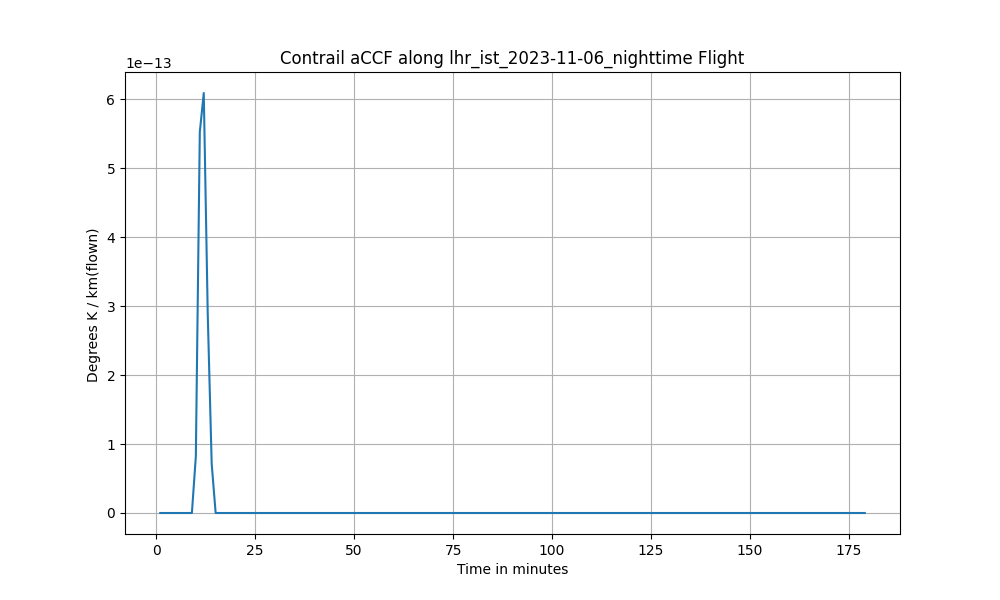 Contrail aCCF along lhr_ist_2023-11-06_nighttime Flight
1e−13
6
5
4
3
2
1
0
Degrees K / km(flown)
0 25 50 75 100 125 150 175
Time in minutes